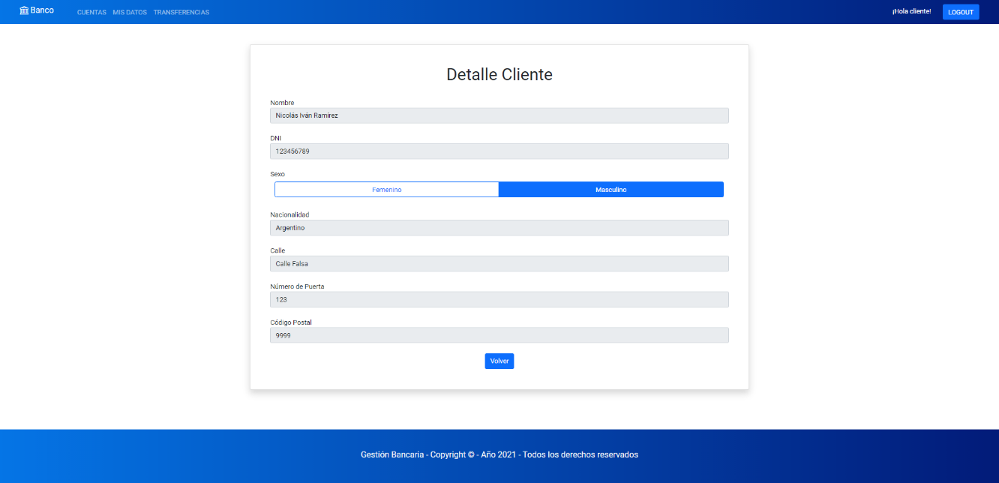 Banco
CUENTAS MIS DATOS TRANSFERENCIAS
¡Hola cliente!
LOGOUT
Detalle Cliente
Nombre
Nicolás Iván Ramírez
DNI
123456789
Sexo
Femenino
Masculino
Nacionalidad
Argentino
Calle
Calle Falsa
Número de Puerta
123
Código Postal
9999
Volver
Gestión Bancaria - Copyright © - Año 2021 - Todos los derechos reservados